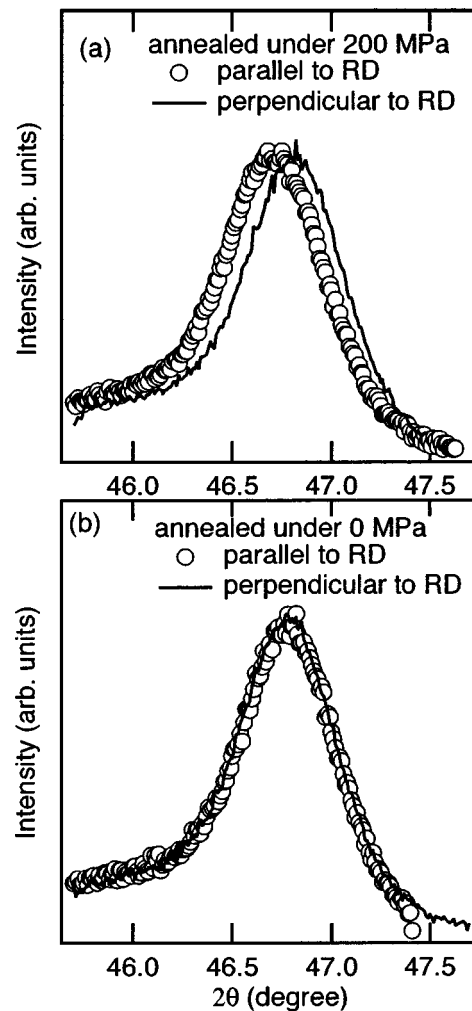 (a)
annealed under 200 MPa
parallel to RD
perpendicular to RD
Intensity (arb. units)
46.0 46.5 47.0 47.5
(b)
annealed under 0 MPa
parallel to RD
perpendicular to RD
Intensity (arb. units)
46.0 46.5 47.0 47.5
2θ (degree)